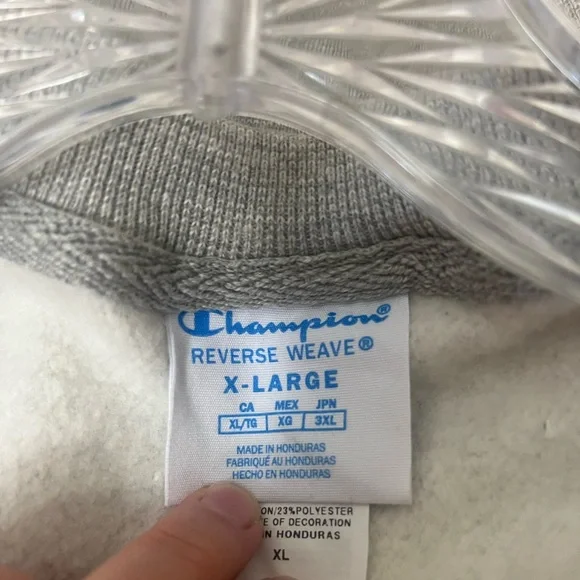 Champion®
REVERSE WEAVE®
X-LARGE
CA MEX JPN
XL/TG XG 3XL
MADE IN HONDURAS
FABRIQUÉ AU HONDURAS
HECHO EN HONDURAS
/23%POLYESTER
OF DECORATION
IN HONDURAS
XL